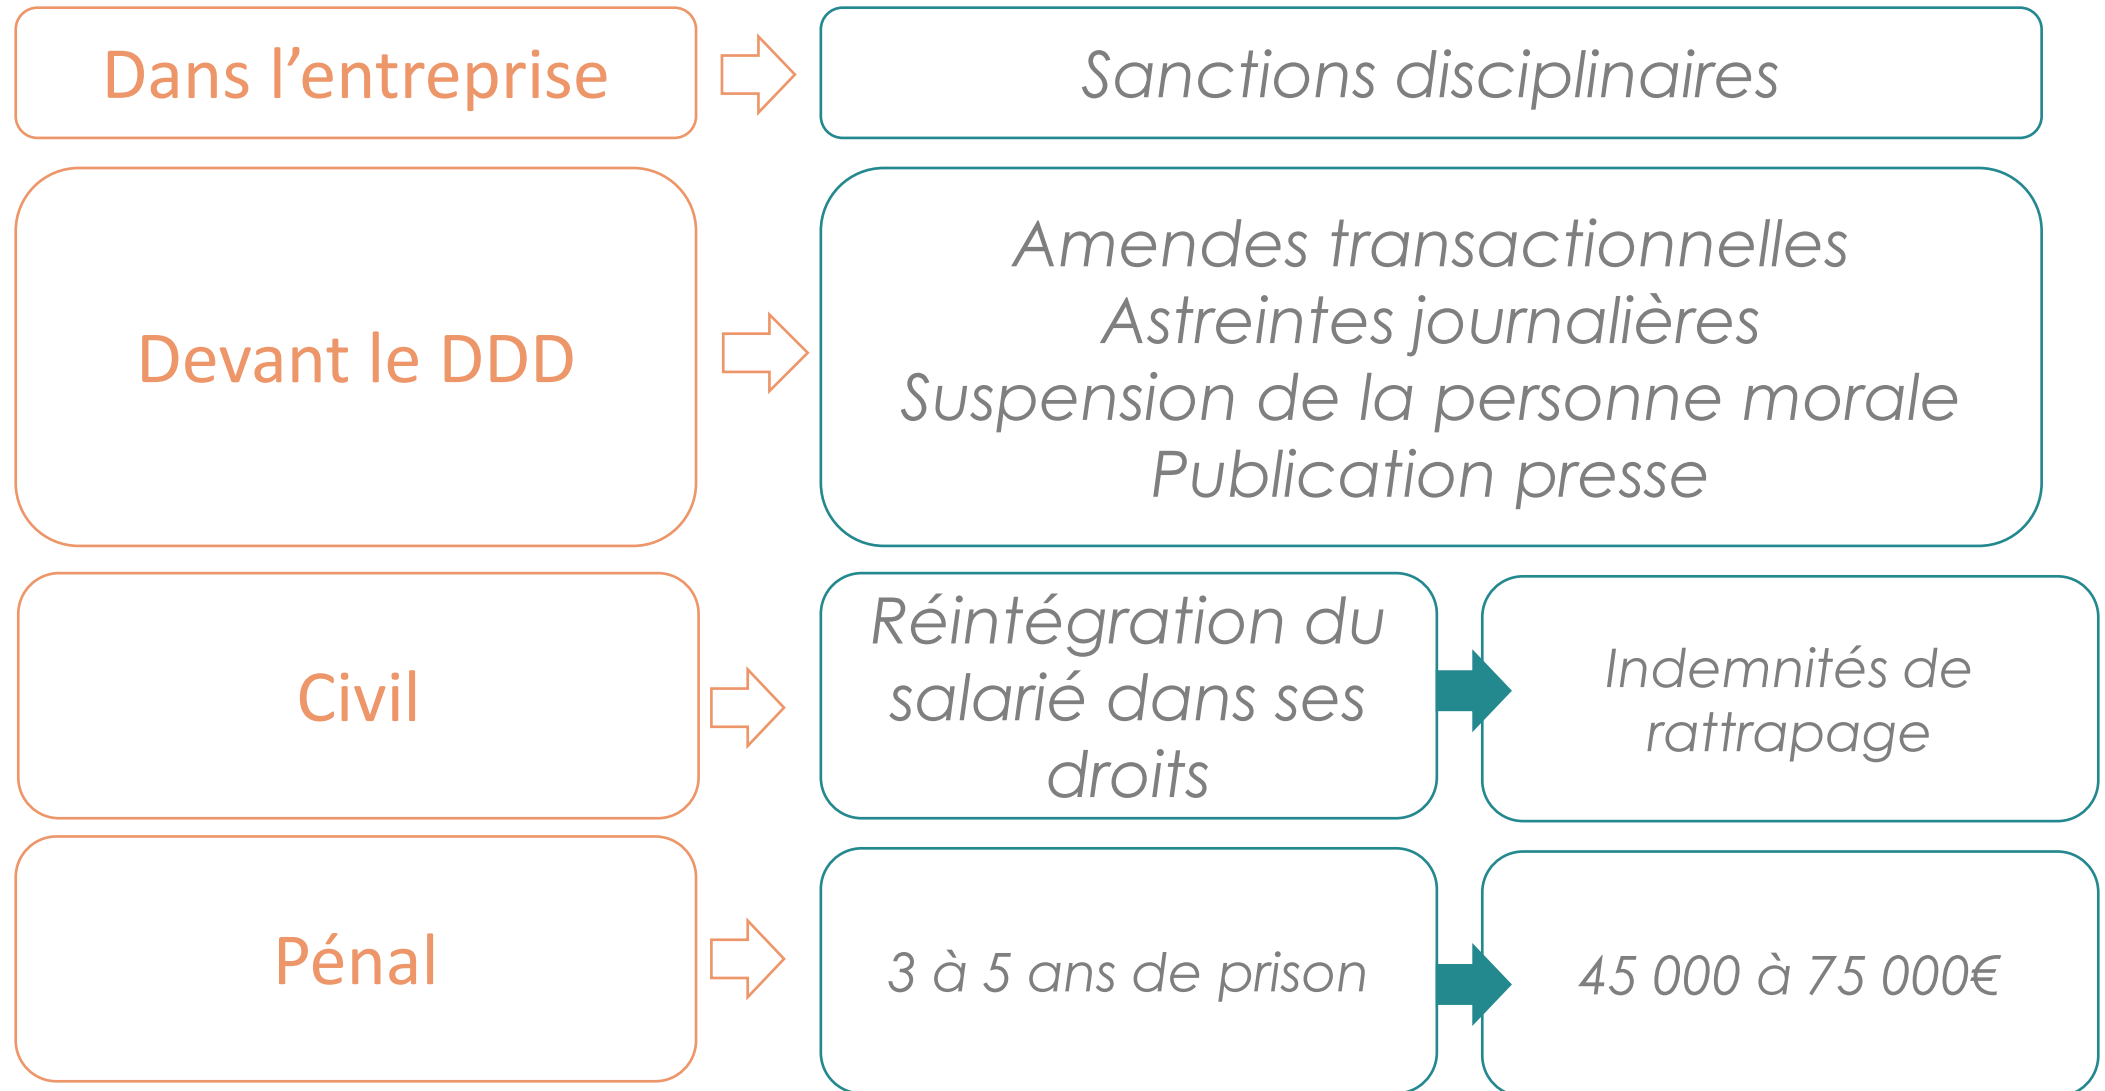 Dans l’entreprise
Sanctions disciplinaires
Devant le DDD
Amendes transactionnelles
Astreintes journalières
Suspension de la personne morale
Publication presse
Civil
Réintégration du
salarié dans ses
droits
Indemnités de
rattrapage
Pénal
3 à 5 ans de prison
45 000 à 75 000€